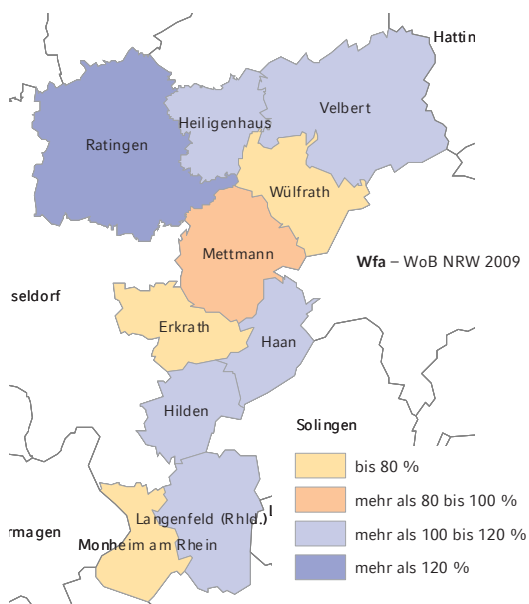 Hattin
Velbert
Heiligenhaus
Ratingen
Wülfrath
Mettmann
Wfa – WoB NRW 2009
seldorf
Erkrath
Haan
Hilden
Solingen
bis 80 %
mehr als 80 bis 100 %
mehr als 100 bis 120 %
mehr als 120 %
Langenfeld (Rhld.)
rmagen
Monheim am Rhein